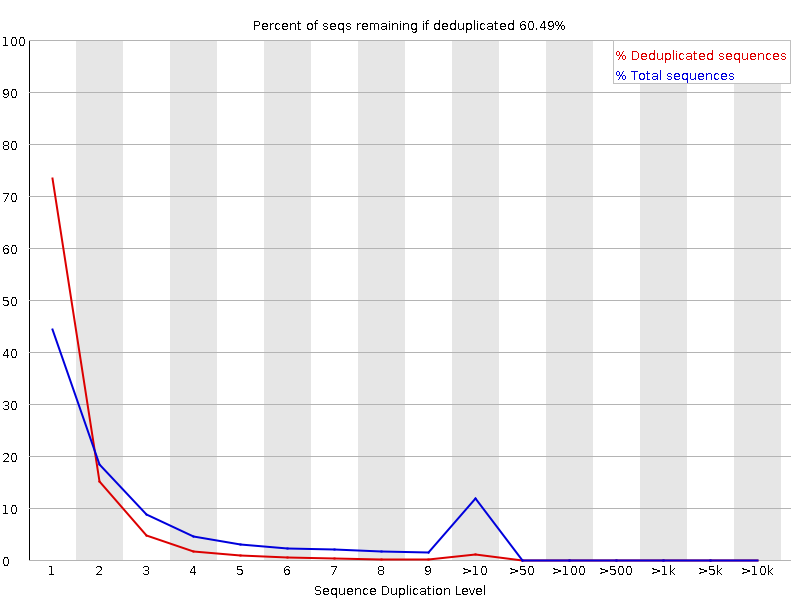 Percent of seqs remaining if deduplicated 60.49%
% Deduplicated sequences
% Total sequences
100
90
80
70
60
50
40
30
20
10
0
1 2 3 4 5 6 7 8 9 >10 >50 >100 >500 >1k >5k >10k
Sequence Duplication Level